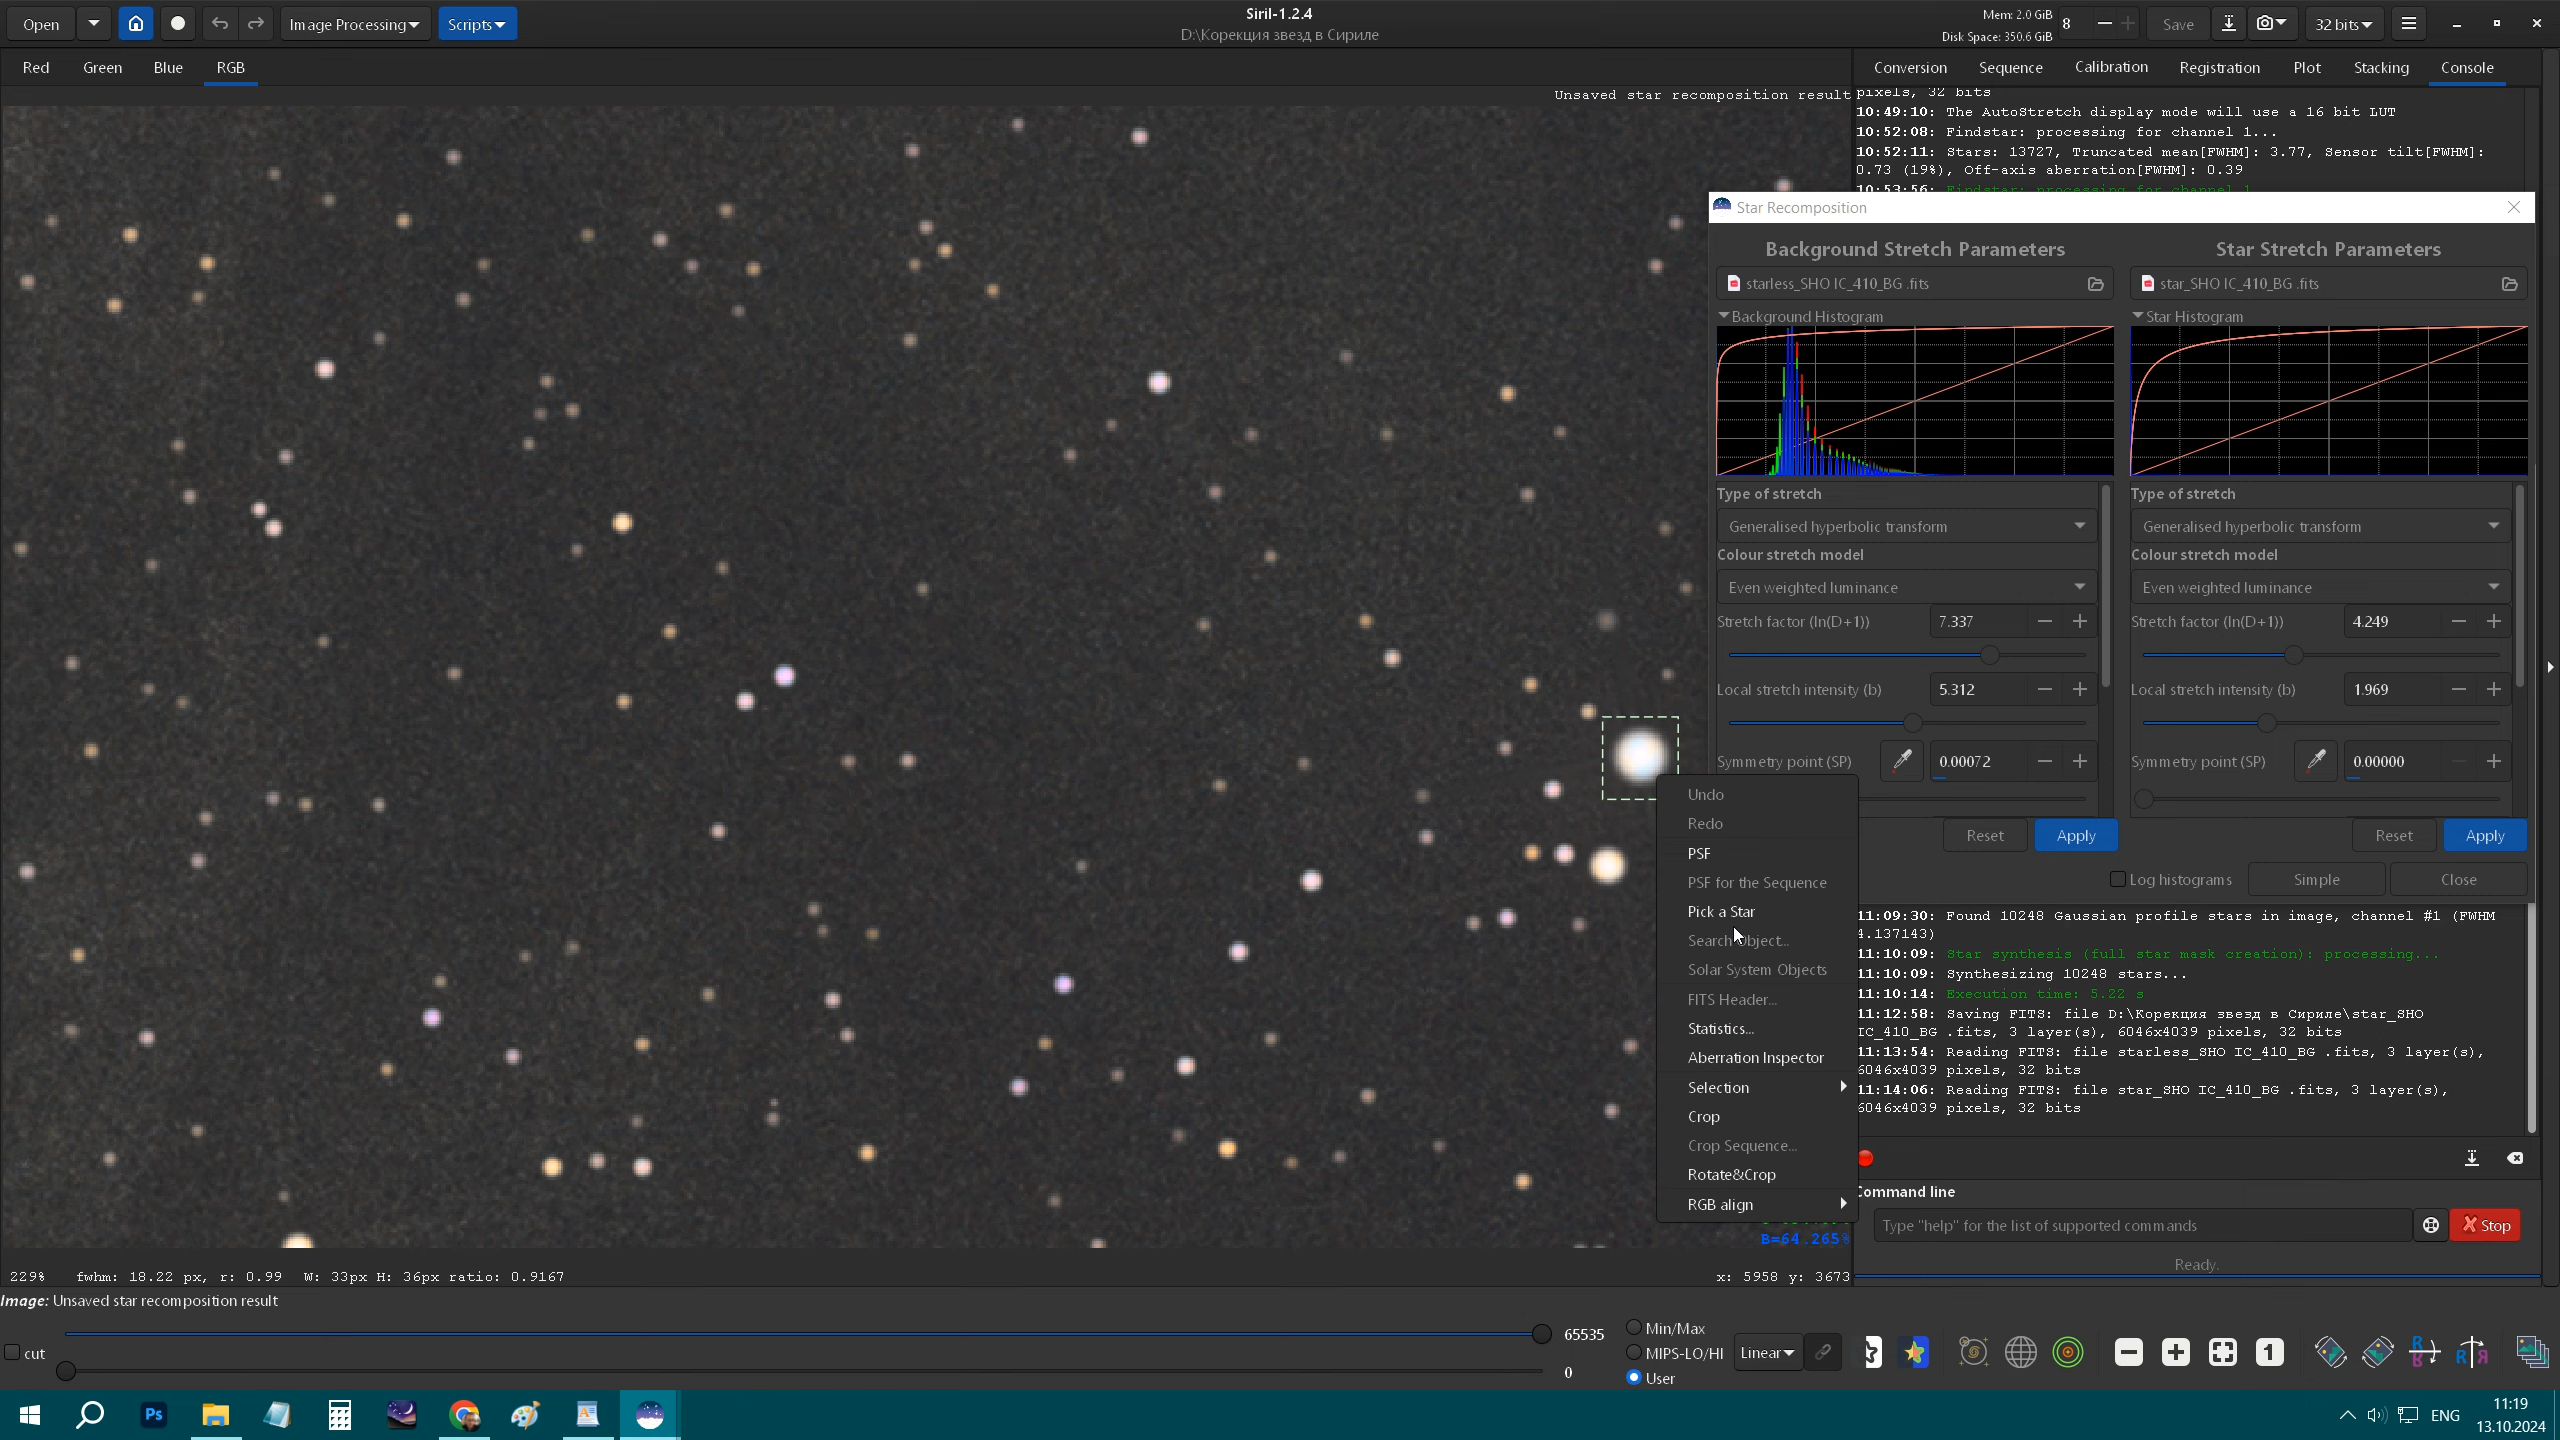 Open
Image Processing
Scripts
Siril-1.2.4
D:\Корекция звезд в Сириле
Mem: 2.0 GiB
Disk Space: 350.6 GiB
8
Save
32 bits
Red Green Blue RGB
Conversion Sequence Calibration Registration Plot Stacking Console
Unsaved star recomposition result
pixels, 32 bits
10:49:10: The AutoStretch display mode will use a 16 bit LUT
10:52:08: Findstar: processing for channel 1...
10:52:11: Stars: 13727, Truncated mean[FWHM]: 3.77, Sensor tilt[FWHM]:
0.73 (19%), Off-axis aberration[FWHM]: 0.39
10:53:56: Findstar: processing for channel 1
Star Recomposition
Background Stretch Parameters
starless_SHO IC_410_BG .fits
Background Histogram
Type of stretch
Generalised hyperbolic transform
Colour stretch model
Even weighted luminance
Stretch factor (ln(D+1)) 7.337
Local stretch intensity (b) 5.312
Symmetry point (SP) 0.00072
Reset Apply
Star Stretch Parameters
star_SHO IC_410_BG .fits
Star Histogram
Type of stretch
Generalised hyperbolic transform
Colour stretch model
Even weighted luminance
Stretch factor (ln(D+1)) 4.249
Local stretch intensity (b) 1.969
Symmetry point (SP) 0.00000
Reset Apply
Log histograms Simple Close
Undo
Redo
PSF
PSF for the Sequence
Pick a Star
Search Object...
Solar System Objects
FITS Header...
Statistics...
Aberration Inspector
Selection
Crop
Crop Sequence...
Rotate&Crop
RGB align
11:09:30: Found 10248 Gaussian profile stars in image, channel #1 (FWHM
4.137143)
11:10:09: Star synthesis (full star mask creation): processing...
11:10:09: Synthesizing 10248 stars...
11:10:14: Execution time: 5.22 s
11:12:58: Saving FITS: file D:\Корекция звезд в Сириле\star_SHO
IC_410_BG .fits, 3 layer(s), 6046x4039 pixels, 32 bits
11:13:54: Reading FITS: file starless_SHO IC_410_BG .fits, 3 layer(s),
6046x4039 pixels, 32 bits
11:14:06: Reading FITS: file star_SHO IC_410_BG .fits, 3 layer(s),
6046x4039 pixels, 32 bits
Command line
Type "help" for the list of supported commands
Stop
Ready.
B=64.265%
229% fwhm: 18.22 px, r: 0.99 W: 33px H: 36px ratio: 0.9167
x: 5958 y: 3673
Image: Unsaved star recomposition result
65535
cut
0
Min/Max
MIPS-LO/HI
User
Linear
1
Ps
ENG
11:19
13.10.2024